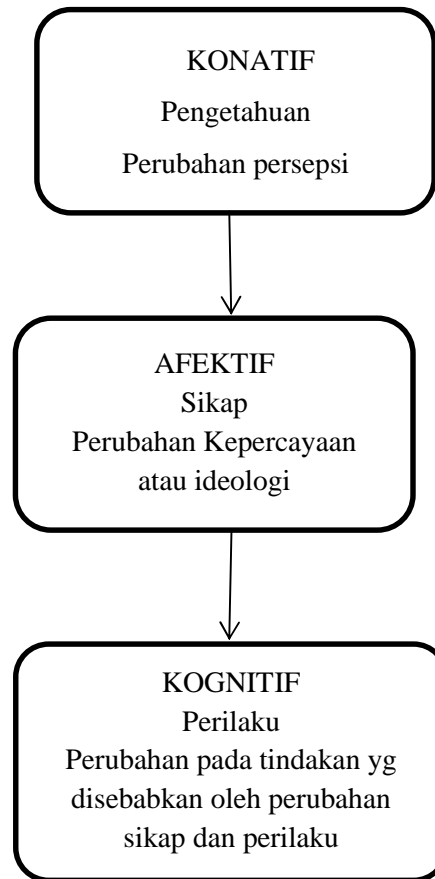 KONATIF
Pengetahuan
Perubahan persepsi
AFEKTIF
Sikap
Perubahan Kepercayaan
atau ideologi
KOGNITIF
Perilaku
Perubahan pada tindakan yg
disebabkan oleh perubahan
sikap dan perilaku